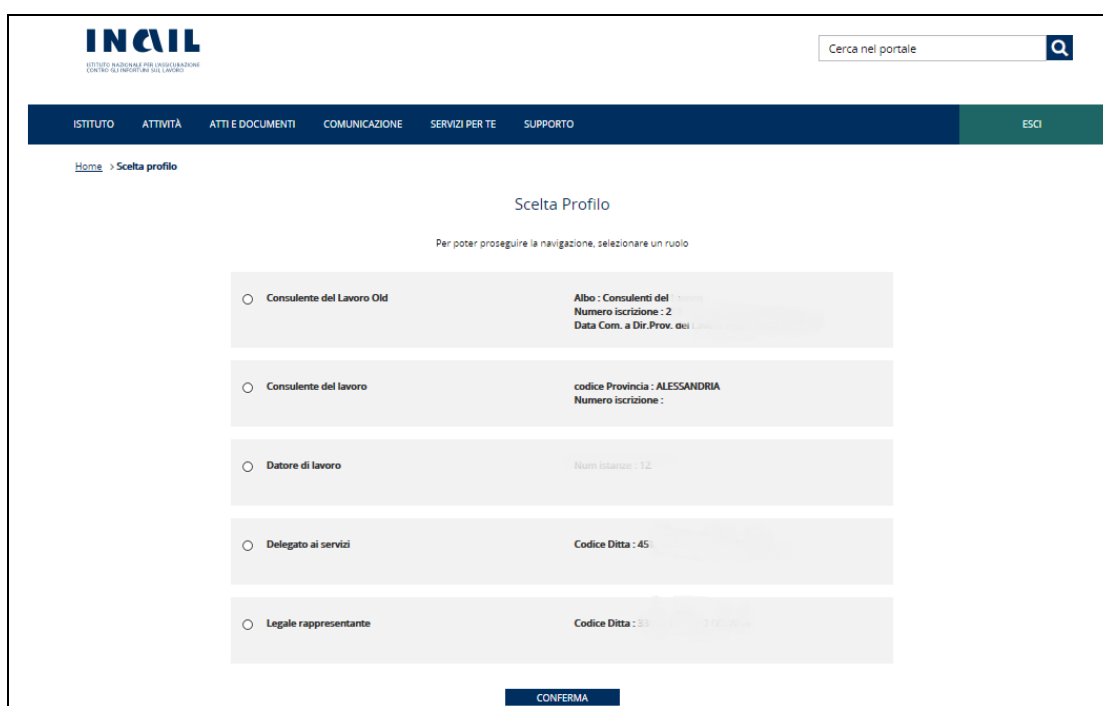 INAIL
ISTITUTO NAZIONALE PER L'ASSICURAZIONE
CONTRO GLI INFORTUNI SUL LAVORO
Cerca nel portale
ISTITUTO ATTIVITÀ ATTI E DOCUMENTI COMUNICAZIONE SERVIZI PER TE SUPPORTO ESCI
Home > Scelta profilo
Scelta Profilo
Per poter proseguire la navigazione, selezionare un ruolo
Consulente del Lavoro Old
Albo : Consulenti del
Numero iscrizione : 2
Data Com. a Dir.Prov. del
Consulente del lavoro
codice Provincia : ALESSANDRIA
Numero iscrizione :
Datore di lavoro
Num istanze : 12
Delegato ai servizi
Codice Ditta : 45
Legale rappresentante
Codice Ditta :
CONFERMA